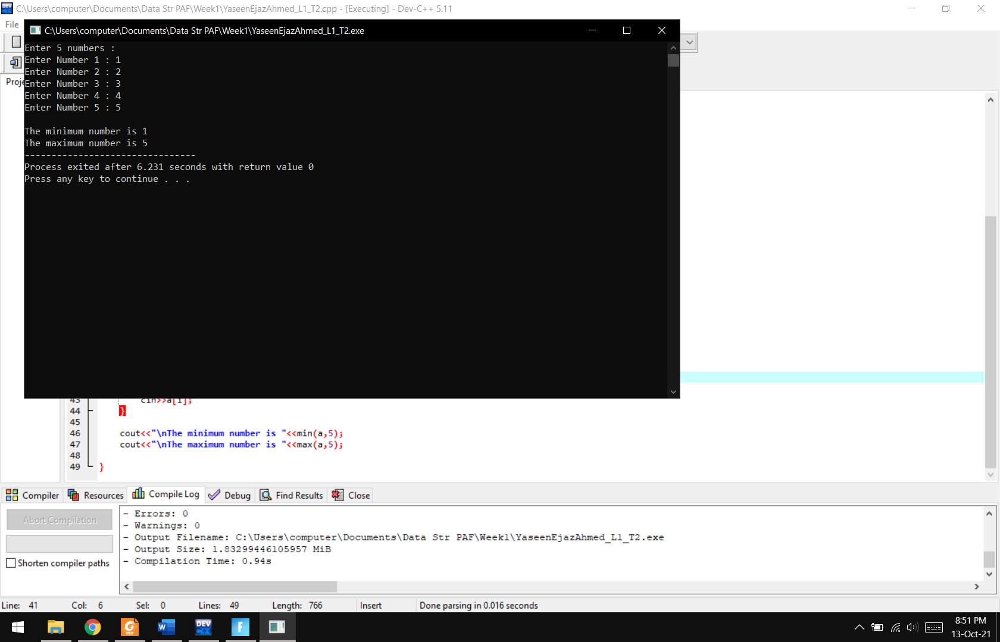 C:\Users\computer\Documents\Data Str PAF\Week1\YaseenEjazAhmed_L1_T2.cpp - [Executing] - Dev-C++ 5.11
File
C:\Users\computer\Documents\Data Str PAF\Week1\YaseenEjazAhmed_L1_T2.exe
Enter 5 numbers :
Enter Number 1 : 1
Enter Number 2 : 2
Enter Number 3 : 3
Enter Number 4 : 4
Enter Number 5 : 5
The minimum number is 1
The maximum number is 5
--------------------------------
Process exited after 6.231 seconds with return value 0
Press any key to continue . . .
Proje
43 cin>>a[i];
44 }
45
46 cout<<"\nThe minimum number is "<<min(a,5);
47 cout<<"\nThe maximum number is "<<max(a,5);
48
49 }
Compiler Resources Compile Log Debug Find Results Close
Abort Compilation
Shorten compiler paths
- Errors: 0
- Warnings: 0
- Output Filename: C:\Users\computer\Documents\Data Str PAF\Week1\YaseenEjazAhmed_L1_T2.exe
- Output Size: 1.83299446105957 MiB
- Compilation Time: 0.94s
Line: 41 Col: 6 Sel: 0 Lines: 49 Length: 766 Insert Done parsing in 0.016 seconds
PDF
W
DEV C++
F
8:51 PM
13-Oct-21